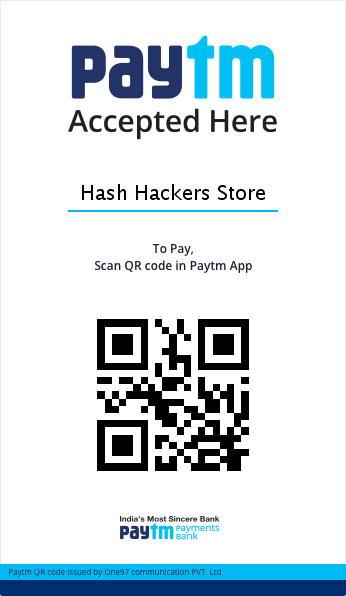 paytm
Accepted Here
Hash Hackers Store
To Pay,
Scan QR code in Paytm App
India's Most Sincere Bank
paytm payments bank
Paytm QR code issued by One97 communication PVT. Ltd